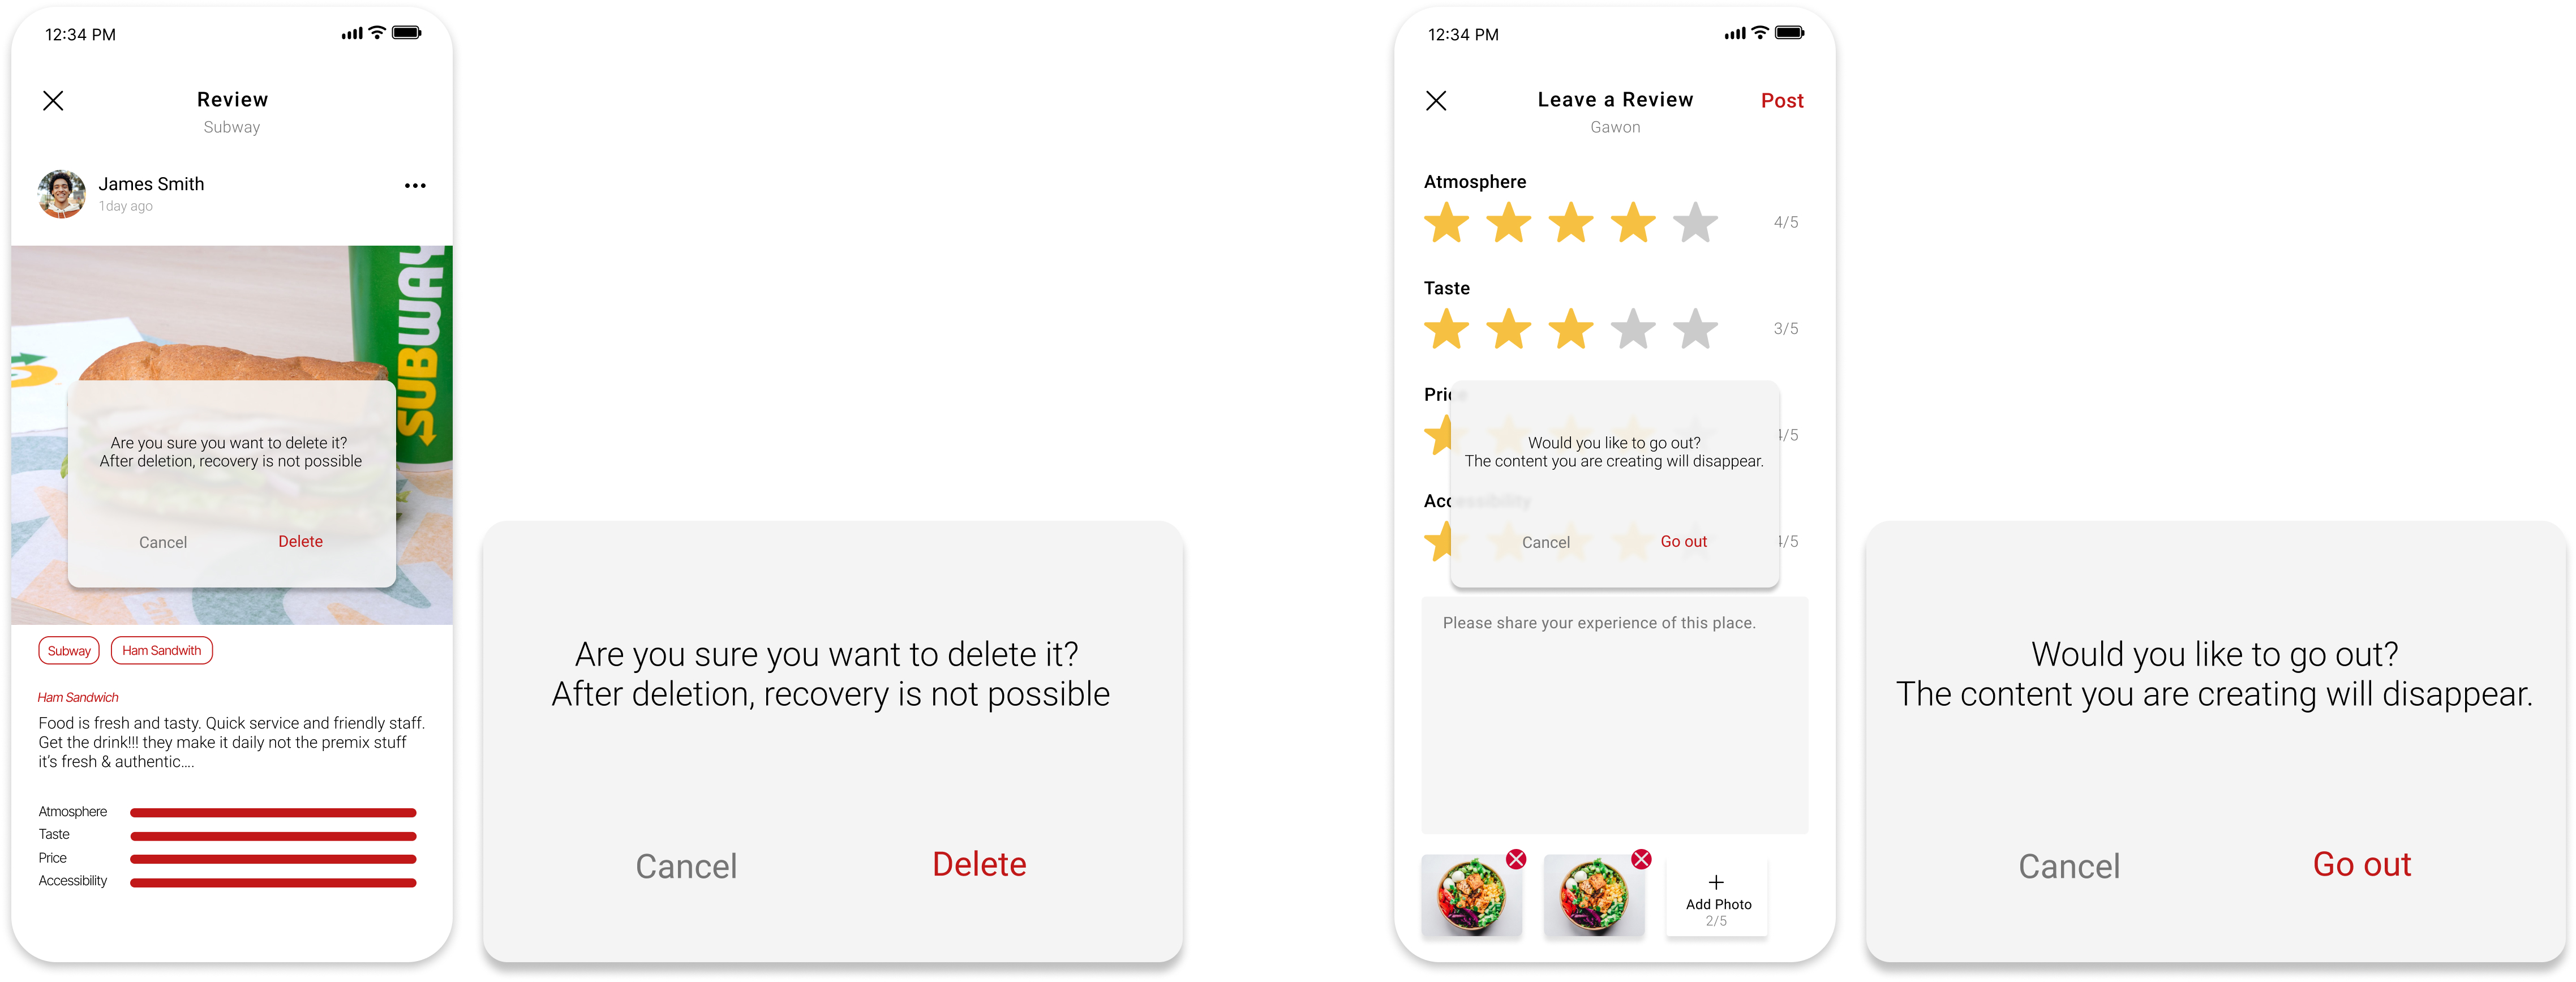 12:34 PM
Review
Subway
James Smith
1day ago
SUBWAY
Are you sure you want to delete it?
After deletion, recovery is not possible
Cancel
Delete
Subway
Ham Sandwith
Ham Sandwich
Food is fresh and tasty. Quick service and friendly staff.
Get the drink!!! they make it daily not the premix stuff
it's fresh & authentic....
Atmosphere
Taste
Price
Accessibility
Are you sure you want to delete it?
After deletion, recovery is not possible
Cancel
Delete
12:34 PM
Leave a Review
Post
Gawon
Atmosphere
4/5
Taste
3/5
Price
4/5
Would you like to go out?
The content you are creating will disappear.
Accessibility
4/5
Cancel
Go out
Please share your experience of this place.
Add Photo
2/5
Would you like to go out?
The content you are creating will disappear.
Cancel
Go out